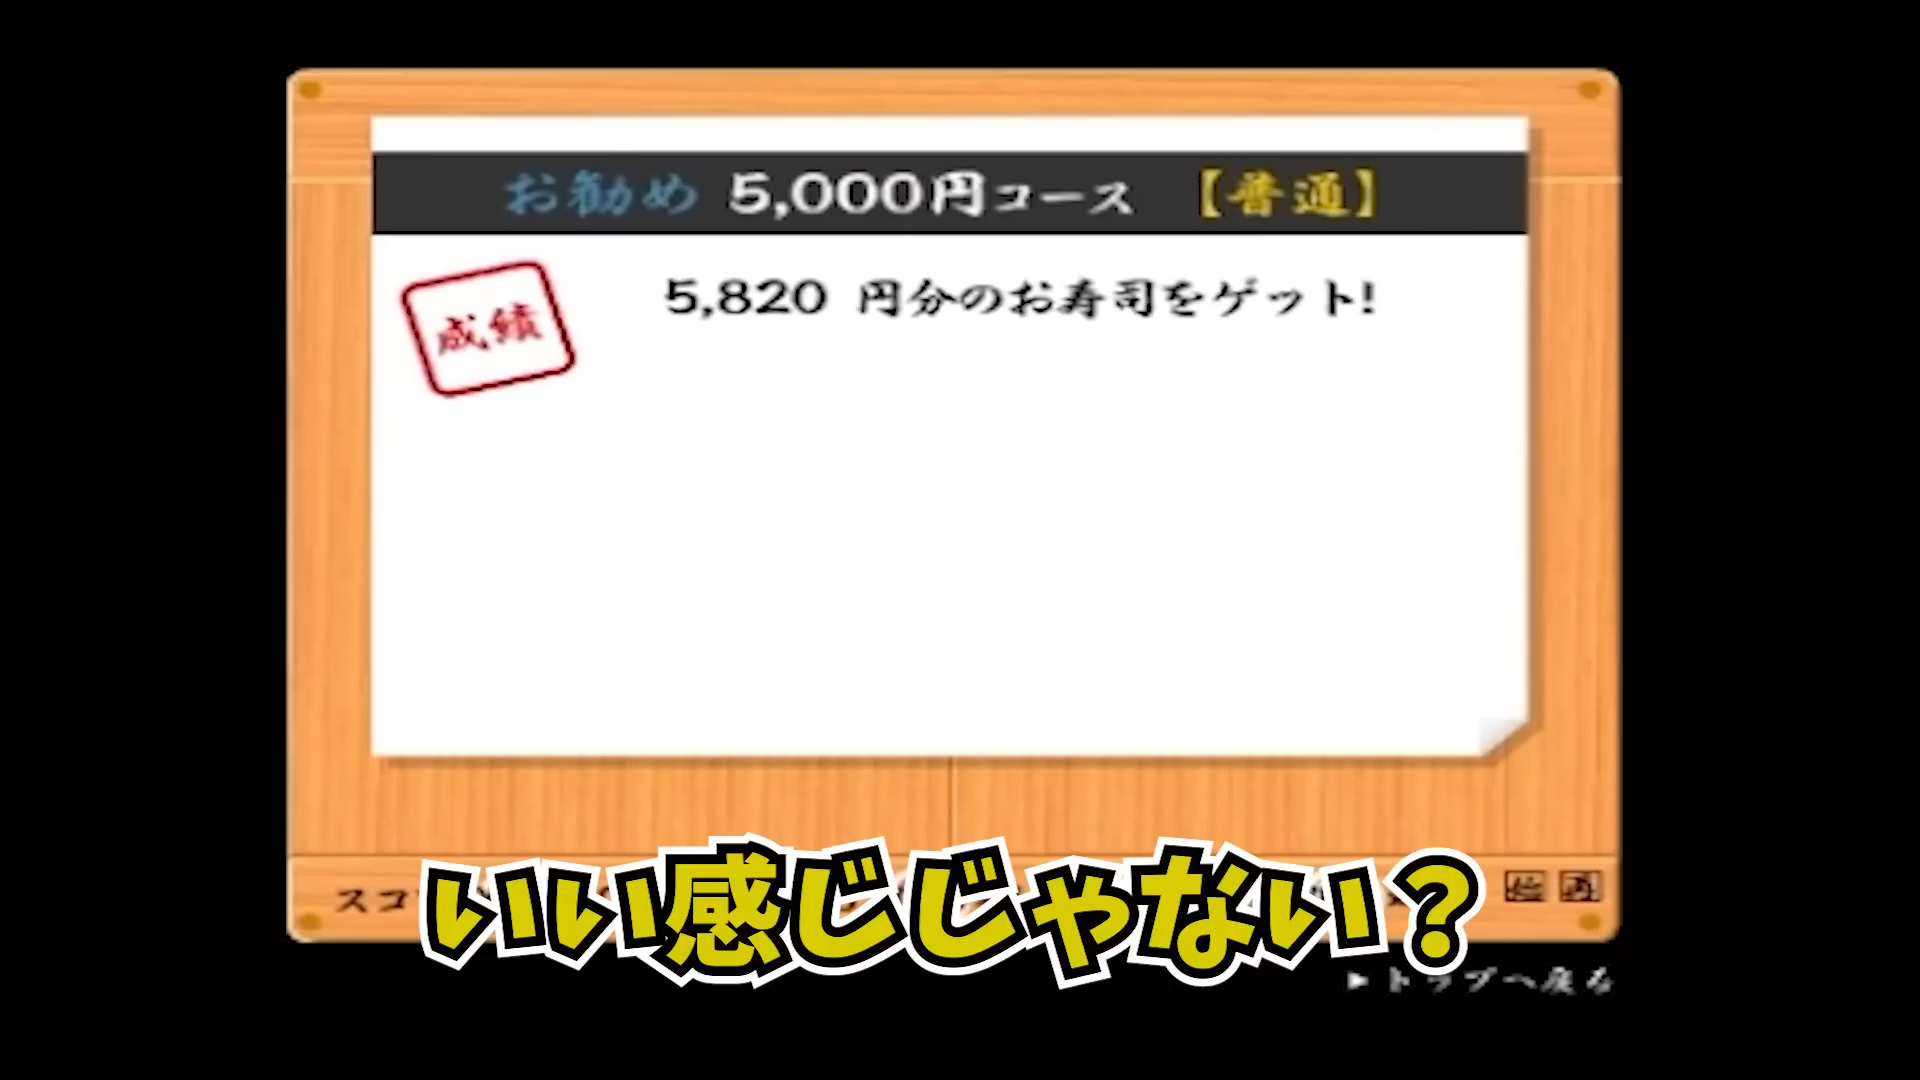 お勧め 5,000円コース 【普通】
成績
5,820 円分のお寿司をゲット!
いい感じじゃない？
▶トップへ戻る